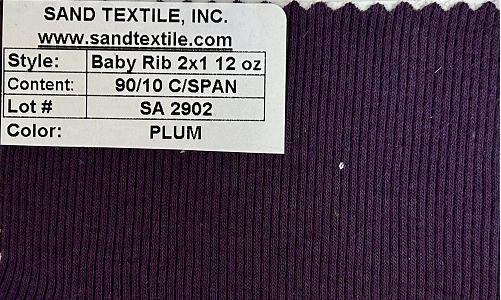 SAND TEXTILE, INC.
www.sandtextile.com
Style: Baby Rib 2x1 12 oz
Content: 90/10 C/SPAN
Lot # SA 2902
Color: PLUM